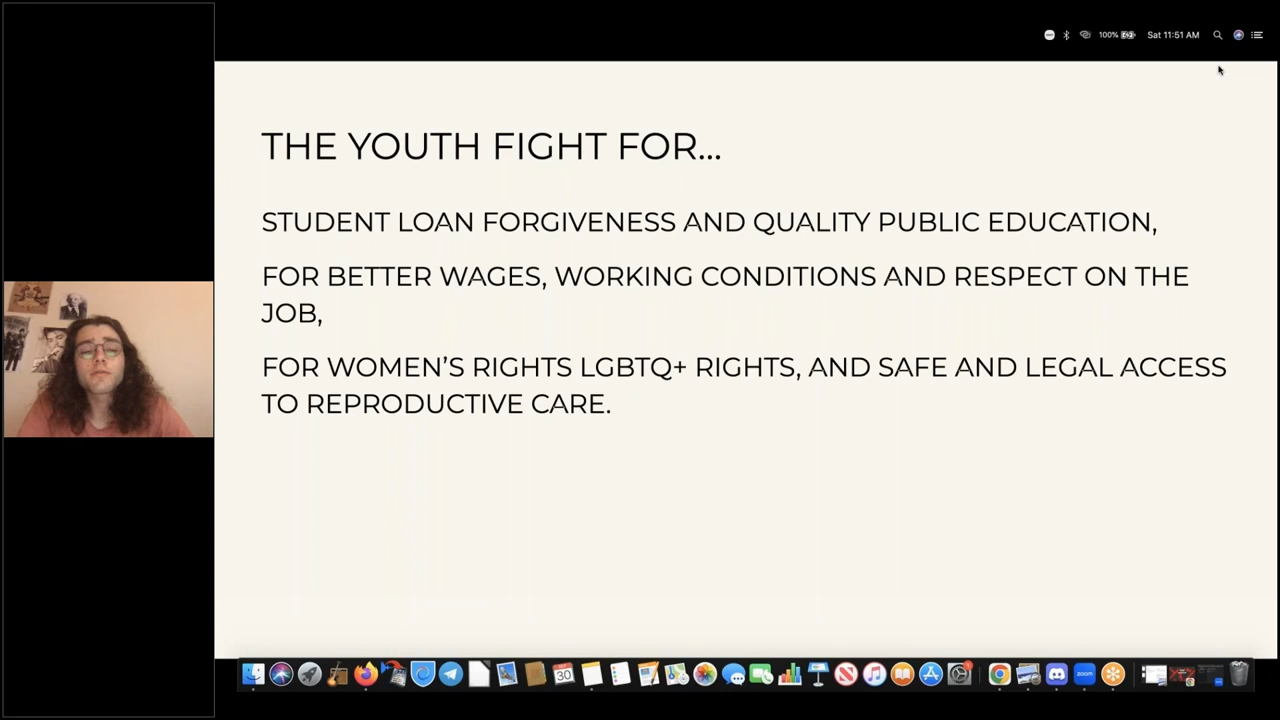 100%
Sat 11:51 AM
THE YOUTH FIGHT FOR...
STUDENT LOAN FORGIVENESS AND QUALITY PUBLIC EDUCATION,
FOR BETTER WAGES, WORKING CONDITIONS AND RESPECT ON THE
JOB,
FOR WOMEN’S RIGHTS LGBTQ+ RIGHTS, AND SAFE AND LEGAL ACCESS
TO REPRODUCTIVE CARE.
30
zoom